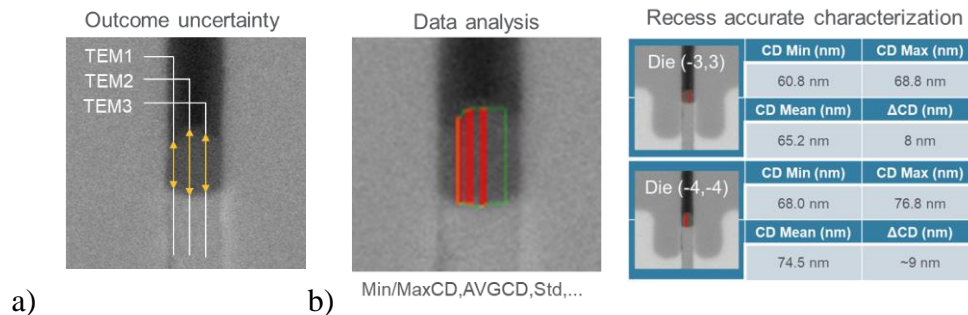 Outcome uncertainty
TEM1
TEM2
TEM3
a)
Data analysis
Min/MaxCD,AVGCD,Std,...
b)
Recess accurate characterization
Die (-3,3)
CD Min (nm) CD Max (nm)
60.8 nm 68.8 nm
CD Mean (nm) ΔCD (nm)
65.2 nm 8 nm
Die (-4,-4)
CD Min (nm) CD Max (nm)
68.0 nm 76.8 nm
CD Mean (nm) ΔCD (nm)
74.5 nm ~9 nm